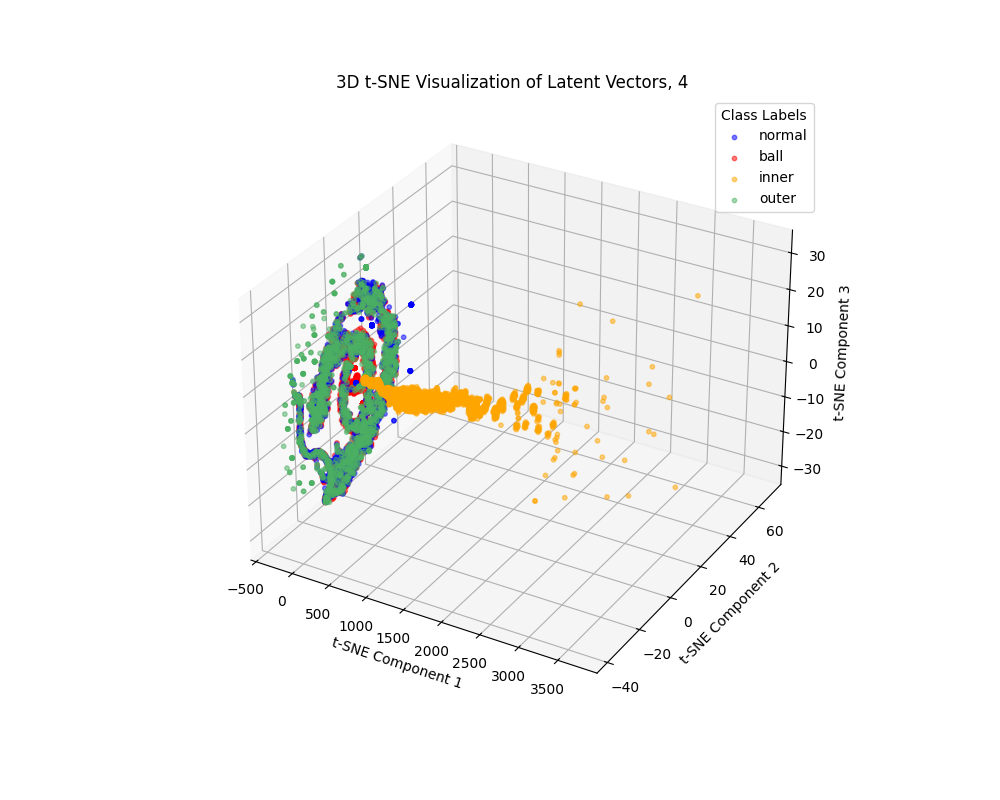 3D t-SNE Visualization of Latent Vectors, 4
Class Labels
normal
ball
inner
outer
30
20
10
0
−10
−20
−30
t-SNE Component 3
60
40
20
0
−20
−40
t-SNE Component 2
−500
0
500
1000
1500
2000
2500
3000
3500
t-SNE Component 1